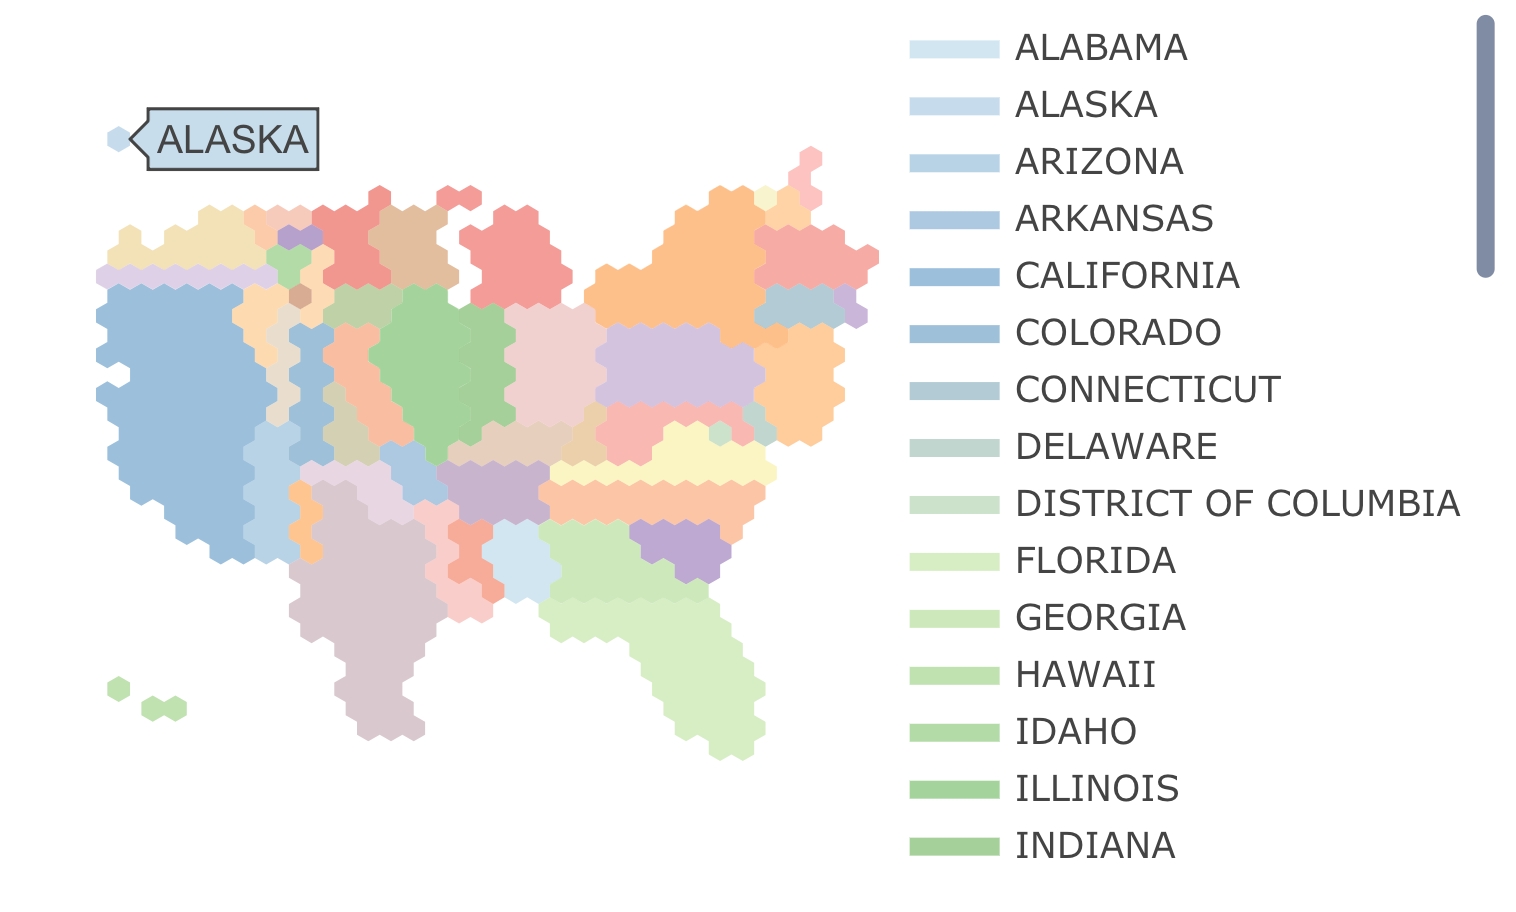 ALASKA
ALABAMA
ALASKA
ARIZONA
ARKANSAS
CALIFORNIA
COLORADO
CONNECTICUT
DELAWARE
DISTRICT OF COLUMBIA
FLORIDA
GEORGIA
HAWAII
IDAHO
ILLINOIS
INDIANA